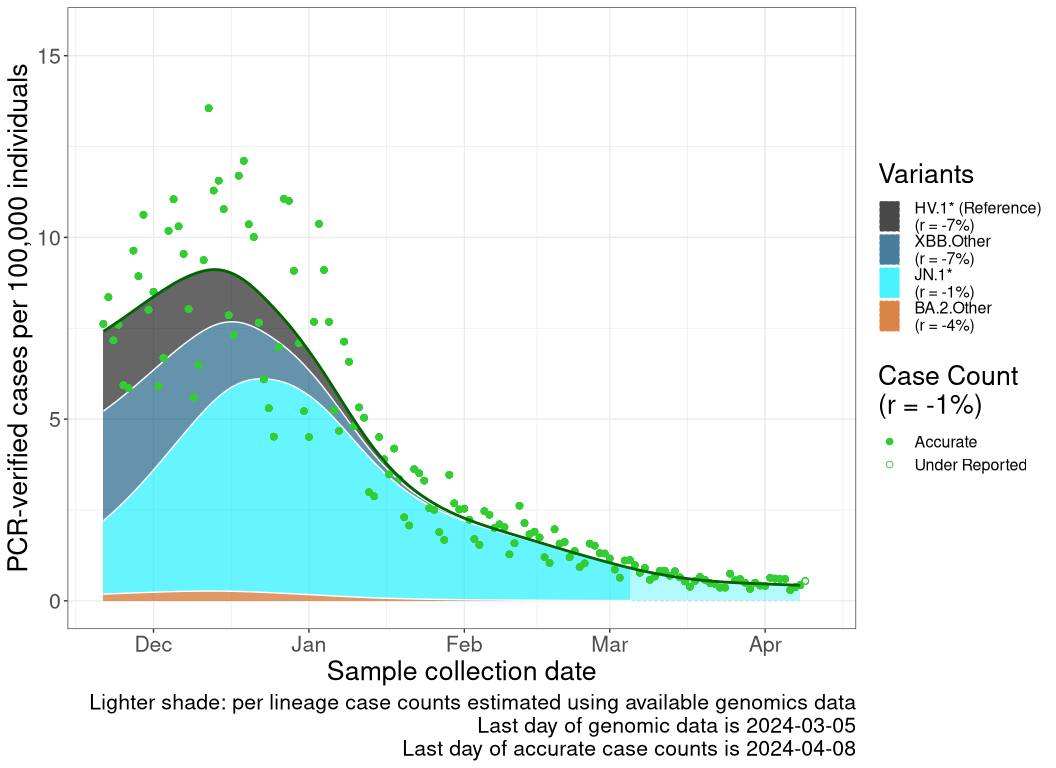 PCR-verified cases per 100,000 individuals
15
10
5
0
Dec Jan Feb Mar Apr
Sample collection date
Lighter shade: per lineage case counts estimated using available genomics data
Last day of genomic data is 2024-03-05
Last day of accurate case counts is 2024-04-08
Variants
HV.1* (Reference)
(r = -7%)
XBB.Other
(r = -7%)
JN.1*
(r = -1%)
BA.2.Other
(r = -4%)
Case Count
(r = -1%)
Accurate
Under Reported